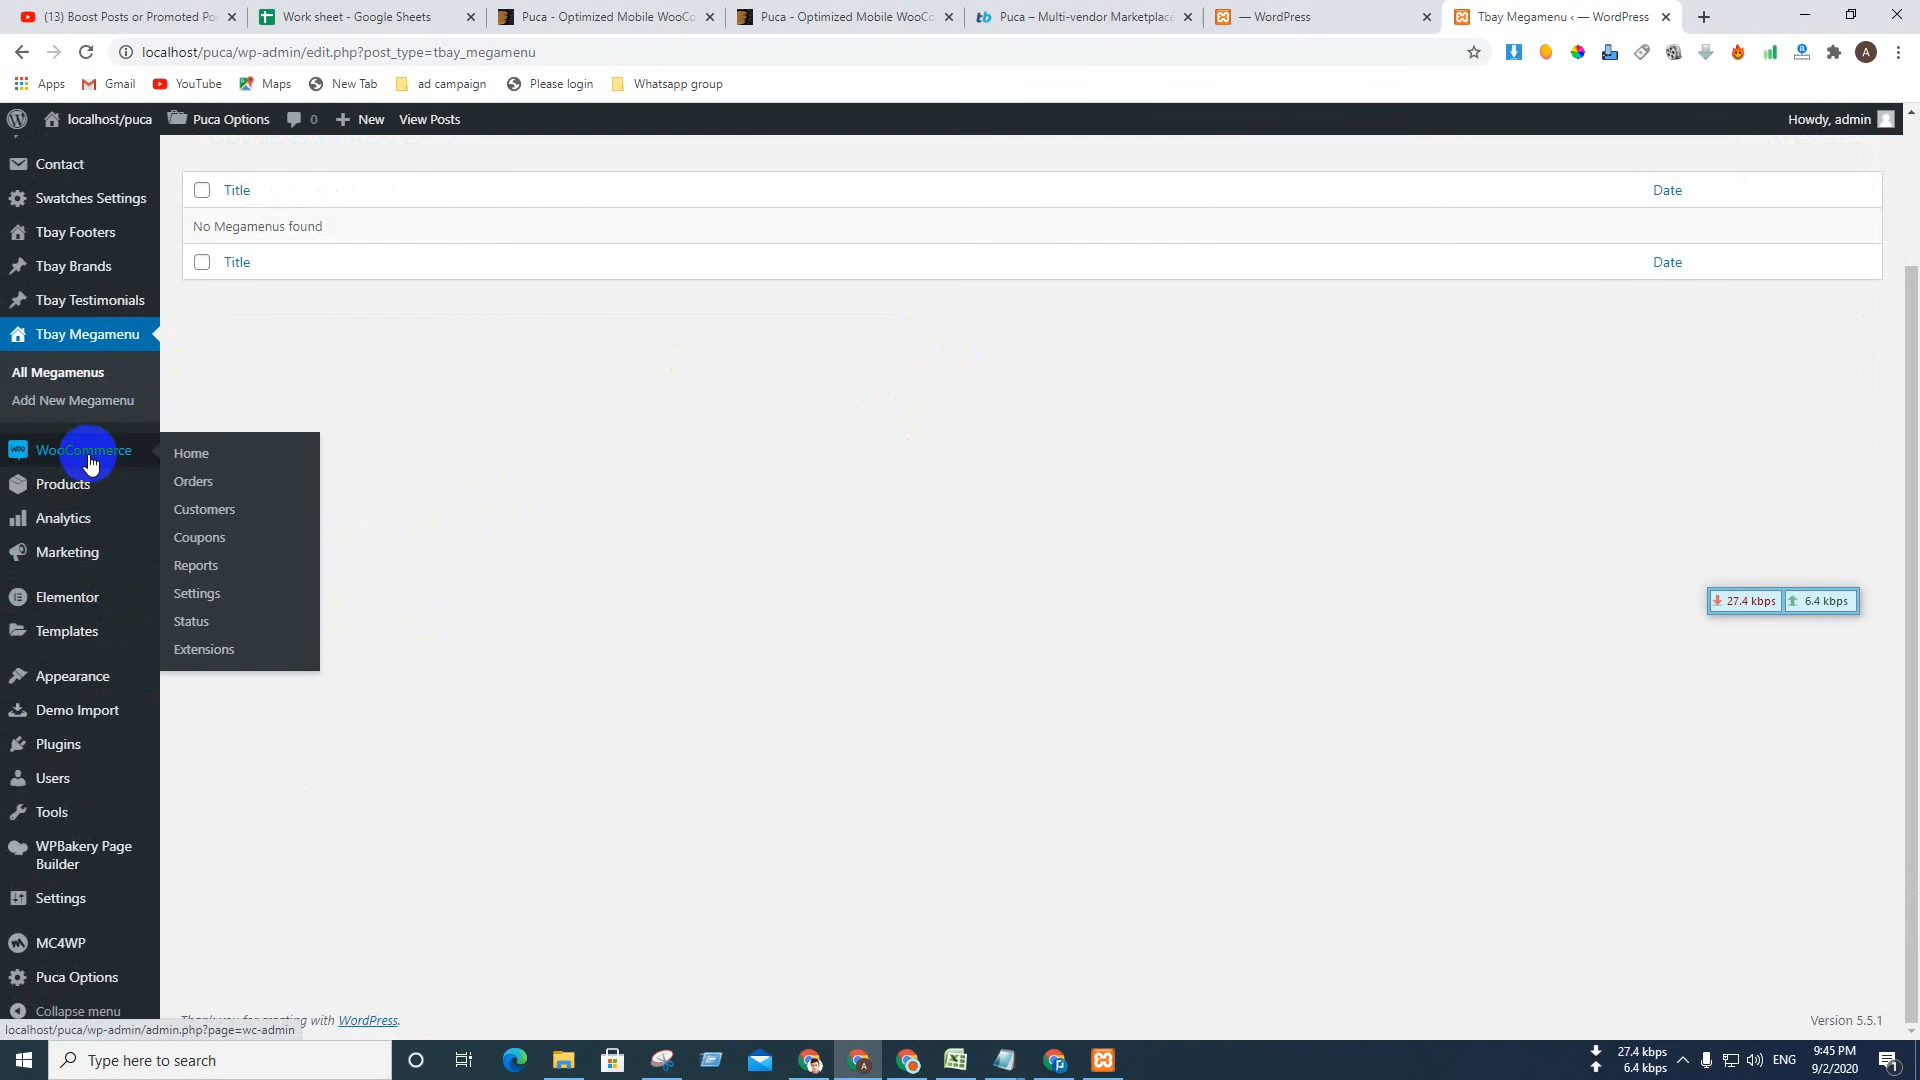 (13) Boost Posts or Promoted Po
Work sheet - Google Sheets
Puca - Optimized Mobile WooCo
Puca - Optimized Mobile WooCo
Puca – Multi-vendor Marketplace
— WordPress
Tbay Megamenu ‹ — WordPress
localhost/puca/wp-admin/edit.php?post_type=tbay_megamenu
A
Apps
Gmail
YouTube
Maps
New Tab
ad campaign
Please login
Whatsapp group
localhost/puca
Puca Options
0
New
View Posts
Howdy, admin
Contact
Swatches Settings
Tbay Footers
Tbay Brands
Tbay Testimonials
Tbay Megamenu
All Megamenus
Add New Megamenu
WooCommerce
Products
Analytics
Marketing
Elementor
Templates
Appearance
Demo Import
Plugins
Users
Tools
WPBakery Page
Builder
Settings
MC4WP
Puca Options
Collapse menu
Home
Orders
Customers
Coupons
Reports
Settings
Status
Extensions
Title
Date
No Megamenus found
Title
Date
27.4 kbps
6.4 kbps
with WordPress.
Version 5.5.1
localhost/puca/wp-admin/admin.php?page=wc-admin
Type here to search
27.4 kbps
6.4 kbps
ENG
9:45 PM
9/2/2020
1